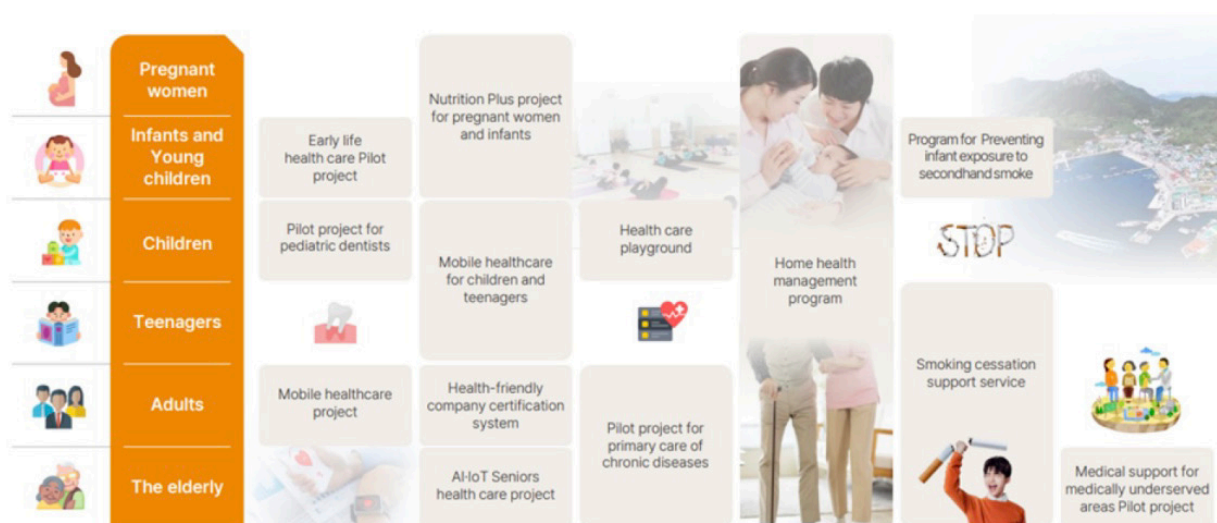 Pregnant
women
Nutrition Plus project
for pregnant women
and infants
Infants and
Young
children
Early life
health care Pilot
project
Program for Preventing
infant exposure to
secondhand smoke
Children
Pilot project for
pediatric dentists
Mobile healthcare
for children and
teenagers
Health care
playground
Home health
management
program
STOP
Teenagers
Smoking cessation
support service
Adults
Mobile healthcare
project
Health-friendly
company certification
system
Pilot project for
primary care of
chronic diseases
The elderly
AI·IoT Seniors
health care project
Medical support for
medically underserved
areas Pilot project